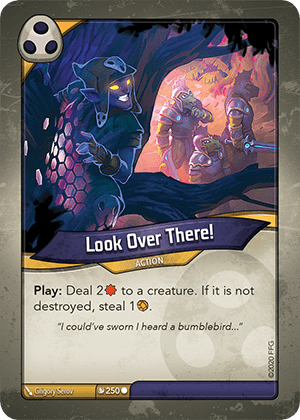 Look Over There!
ACTION
Play: Deal 2 to a creature. If it is not
destroyed, steal 1.
"I could've sworn I heard a bumblebird..."
©2020 FFG
Grigory Serov
250